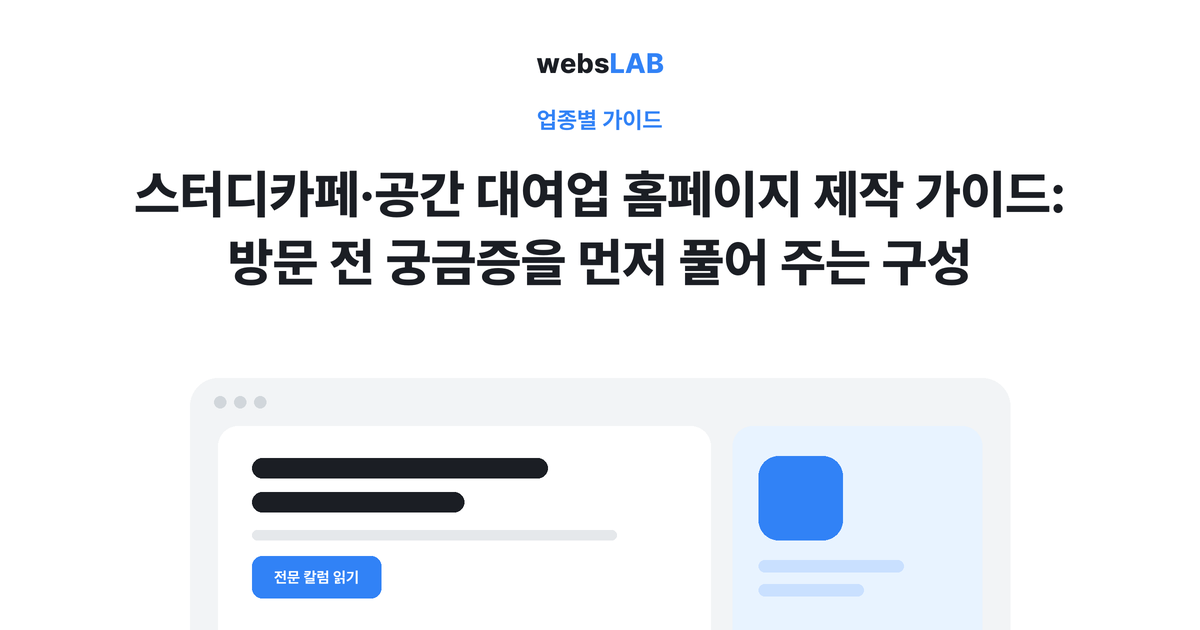 websLAB
업종별 가이드
스터디카페·공간 대여업 홈페이지 제작 가이드:
방문 전 궁금증을 먼저 풀어 주는 구성
전문 칼럼 읽기